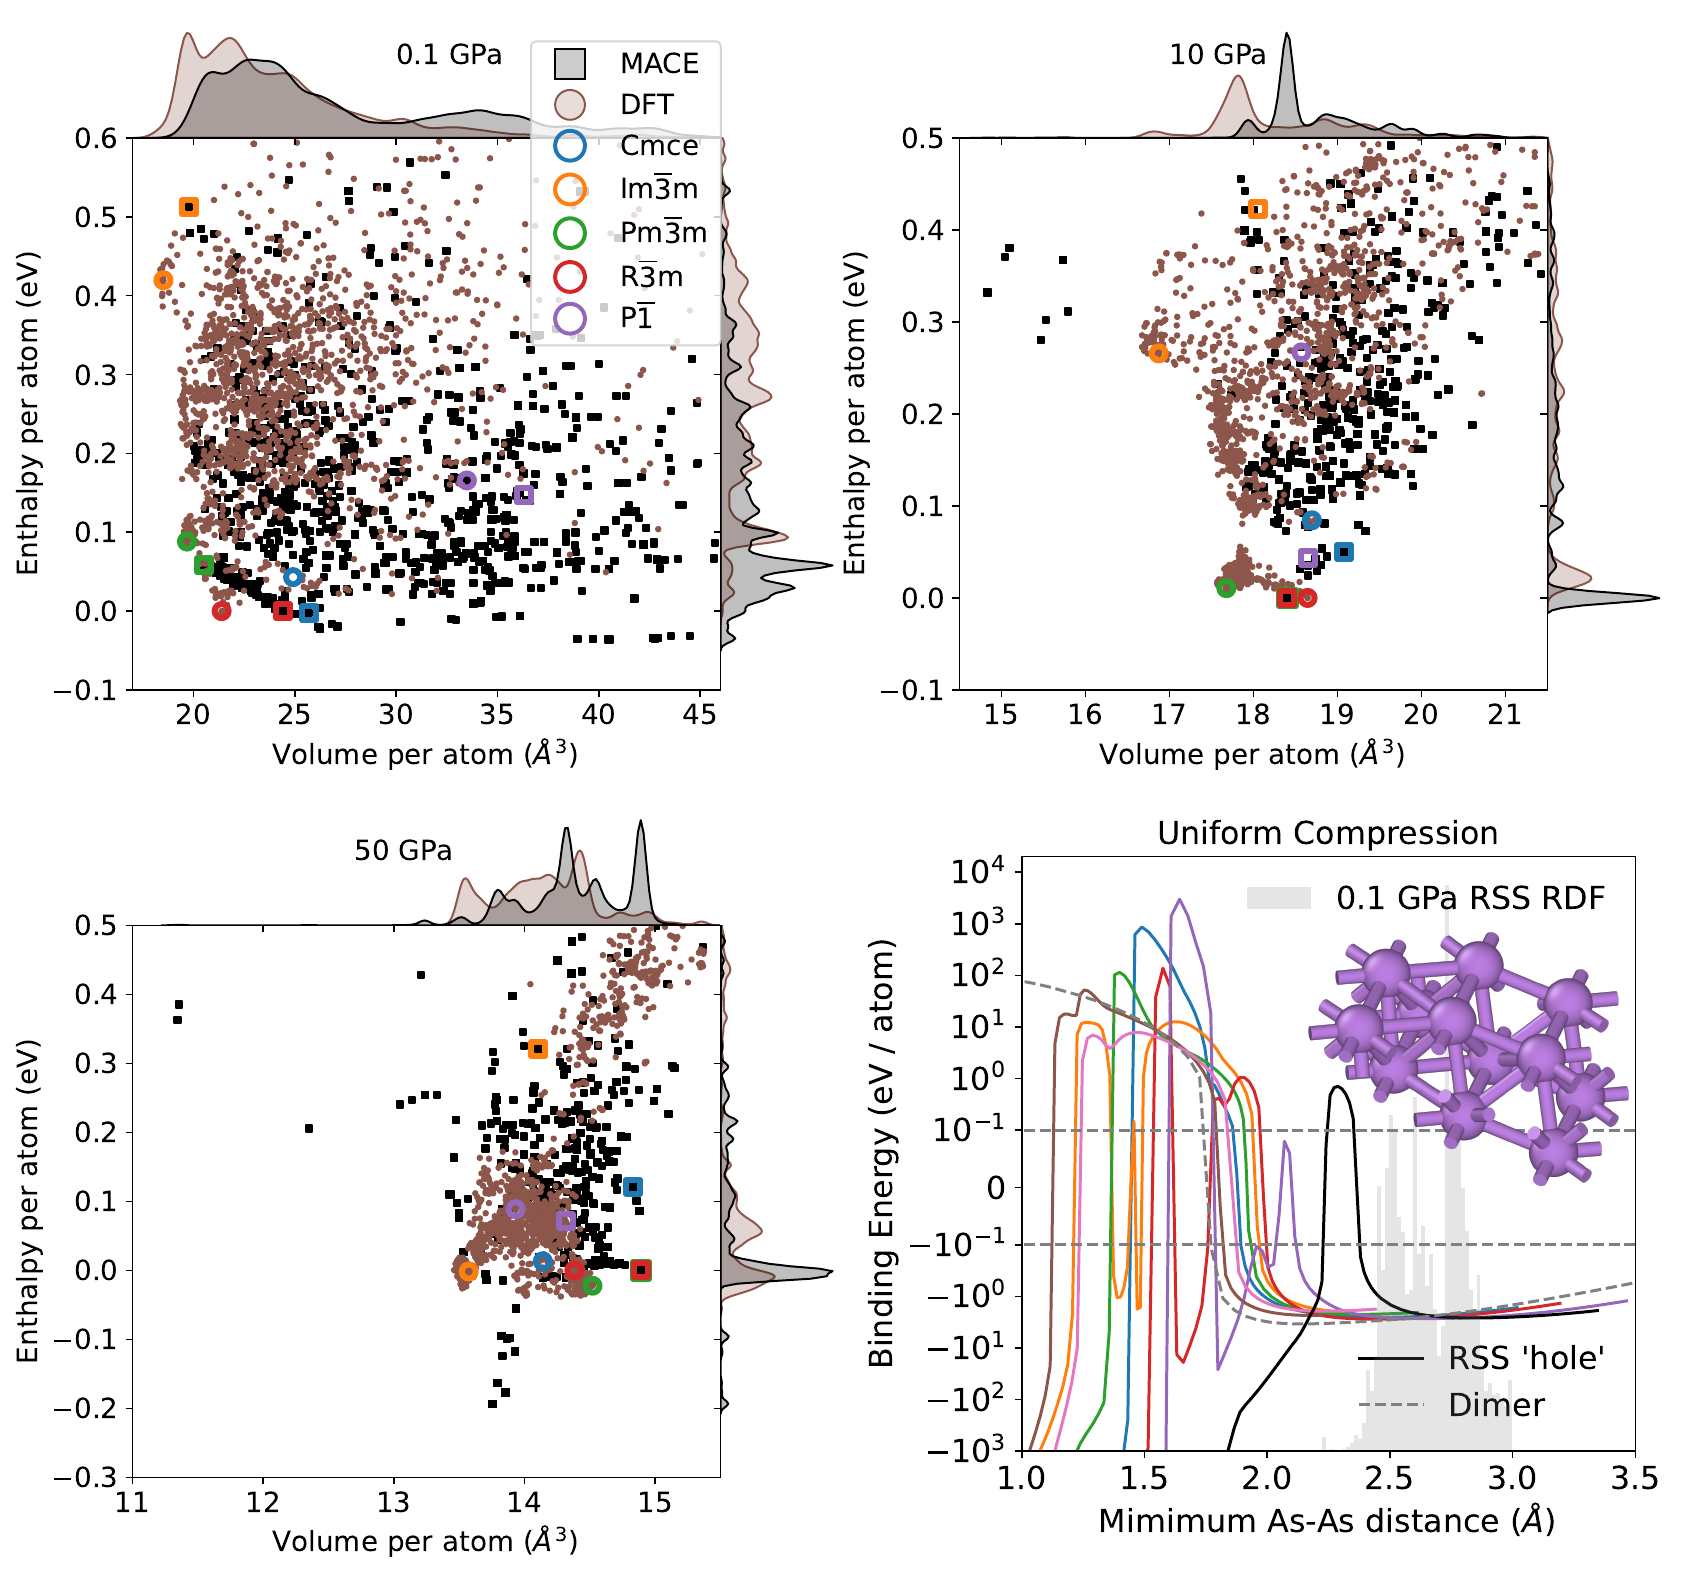 0.1 GPa
MACE
DFT
Cmce
Im3̅m
Pm3̅m
R3̅m
P1̅
0.6
0.5
0.4
0.3
0.2
0.1
0.0
−0.1
Enthalpy per atom (eV)
20 25 30 35 40 45
Volume per atom (Å³)
10 GPa
0.5
0.4
0.3
0.2
0.1
0.0
−0.1
Enthalpy per atom (eV)
15 16 17 18 19 20 21
Volume per atom (Å³)
50 GPa
0.5
0.4
0.3
0.2
0.1
0.0
−0.1
−0.2
−0.3
Enthalpy per atom (eV)
11 12 13 14 15
Volume per atom (Å³)
Uniform Compression
0.1 GPa RSS RDF
10⁴
10³
10²
10¹
10⁰
10⁻¹
0
−10⁻¹
−10⁰
−10¹
−10²
−10³
Binding Energy (eV / atom)
RSS 'hole'
Dimer
1.0 1.5 2.0 2.5 3.0 3.5
Mimimum As-As distance (Å)